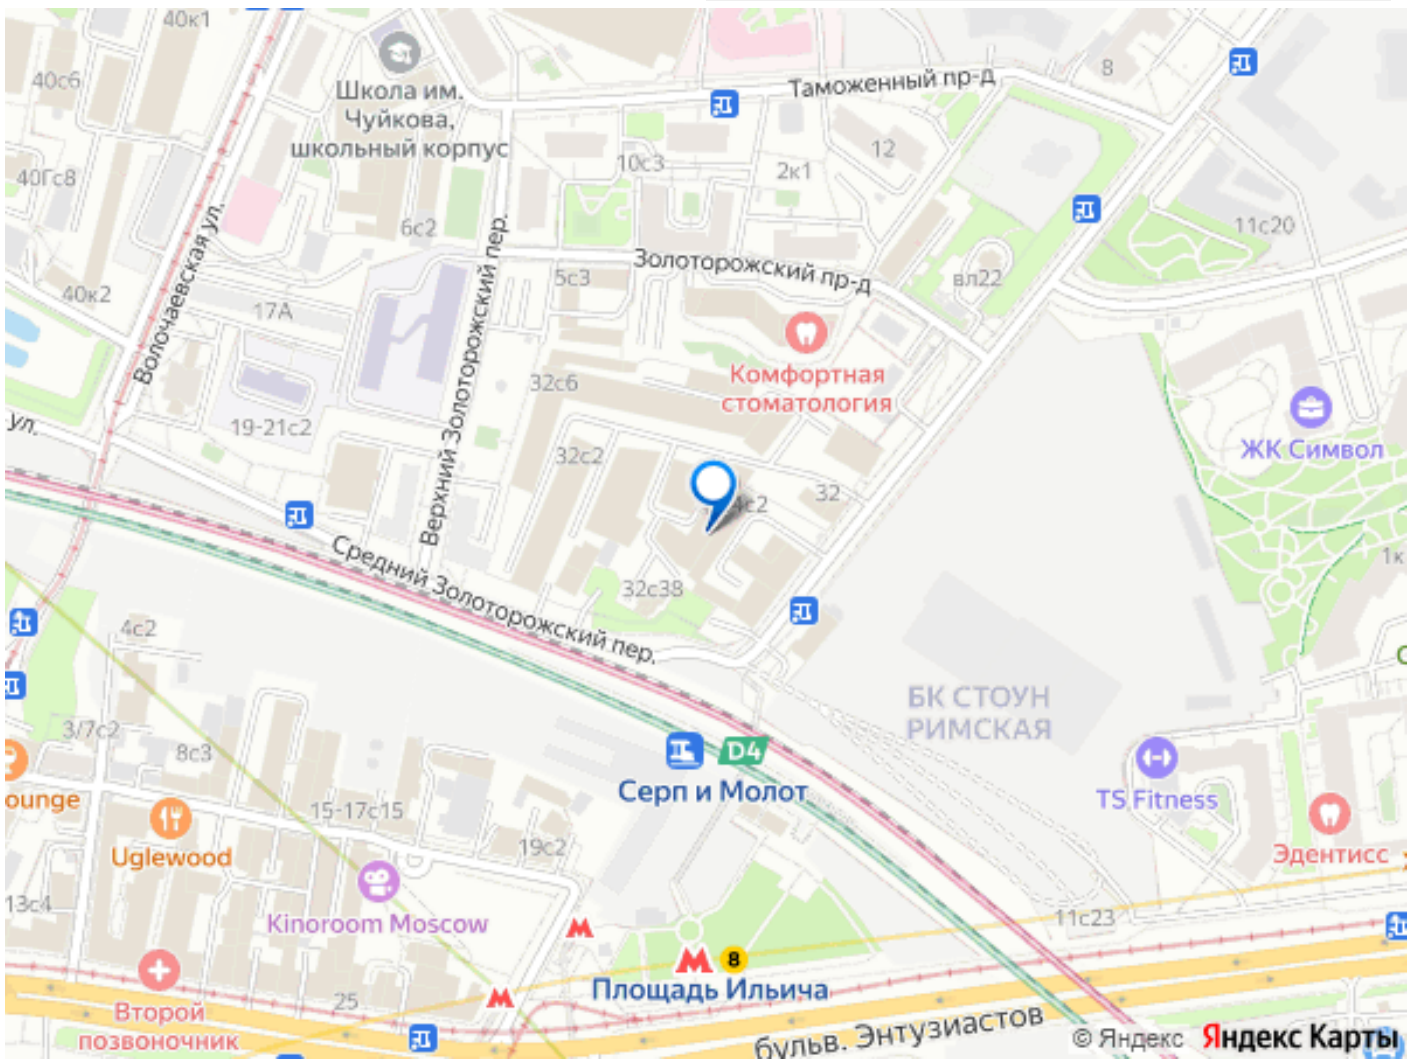 40к1
40с6
Школа им.
Чуйкова,
школьный корпус
Таможенный пр-д
8
12
10с3
2к1
40Гс8
6с2
11с20
Волочаевская ул.
Верхний Золоторожский пер.
Золоторожский пр-д
5с3
вл22
40к2
17А
Комфортная
стоматология
32с6
ЖК Символ
ул.
19-21с2
32с2
4с2
32
1к
Средний Золоторожский пер.
32с38
4с2
БК СТОУН
РИМСКАЯ
3/7с2
8с3
D4
Серп и Молот
TS Fitness
ounge
15-17с15
Uglewood
19с2
Эдентисс
13с4
Kinoroom Moscow
11с23
8
Площадь Ильича
25
Второй
позвоночник
бульв. Энтузиастов
© Яндекс Яндекс Карты